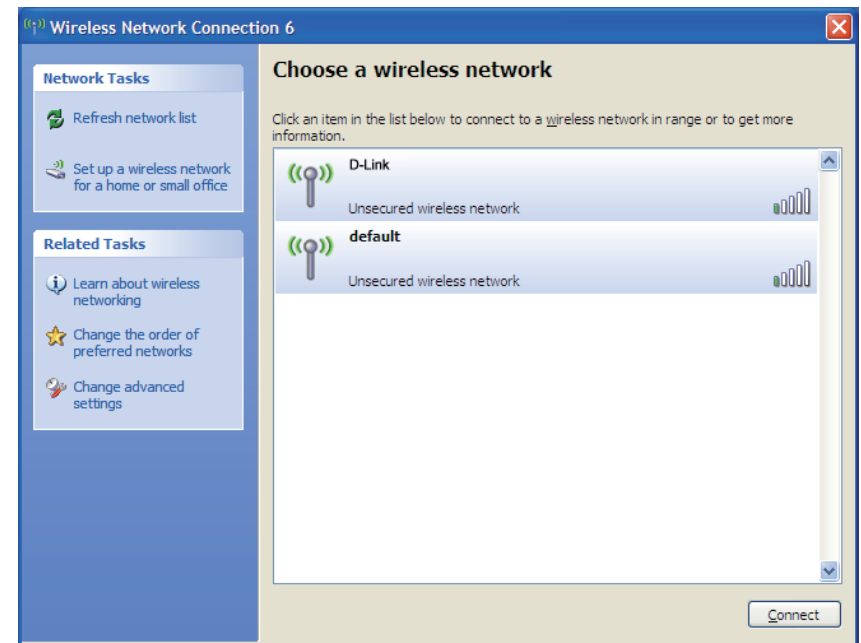 Wireless Network Connection 6
Network Tasks
Refresh network list
Set up a wireless network
for a home or small office
Related Tasks
Learn about wireless
networking
Change the order of
preferred networks
Change advanced
settings
Choose a wireless network
Click an item in the list below to connect to a wireless network in range or to get more
information.
D-Link
Unsecured wireless network
default
Unsecured wireless network
Connect